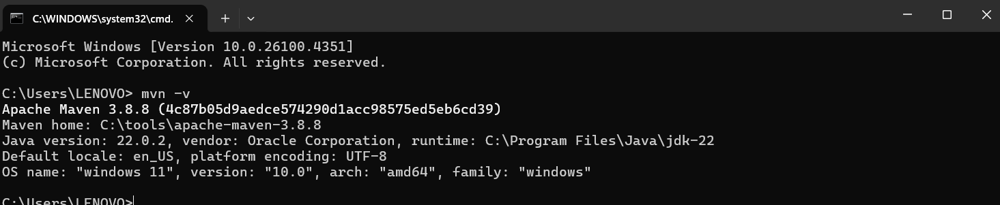 C:\WINDOWS\system32\cmd.
Microsoft Windows [Version 10.0.26100.4351]
(c) Microsoft Corporation. All rights reserved.
C:\Users\LENOVO> mvn -v
Apache Maven 3.8.8 (4c87b05d9aedce574290d1acc98575ed5eb6cd39)
Maven home: C:\tools\apache-maven-3.8.8
Java version: 22.0.2, vendor: Oracle Corporation, runtime: C:\Program Files\Java\jdk-22
Default locale: en_US, platform encoding: UTF-8
OS name: "windows 11", version: "10.0", arch: "amd64", family: "windows"
C:\Users\LENOVO>